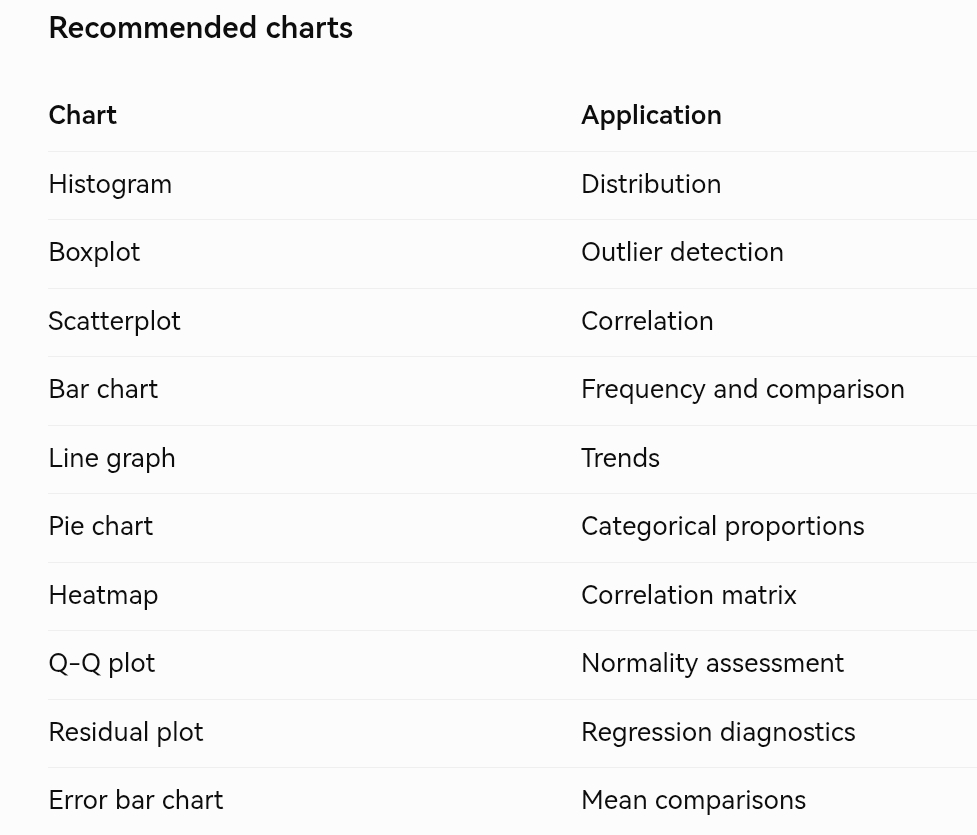 Recommended charts
Chart Application
Histogram Distribution
Boxplot Outlier detection
Scatterplot Correlation
Bar chart Frequency and comparison
Line graph Trends
Pie chart Categorical proportions
Heatmap Correlation matrix
Q-Q plot Normality assessment
Residual plot Regression diagnostics
Error bar chart Mean comparisons